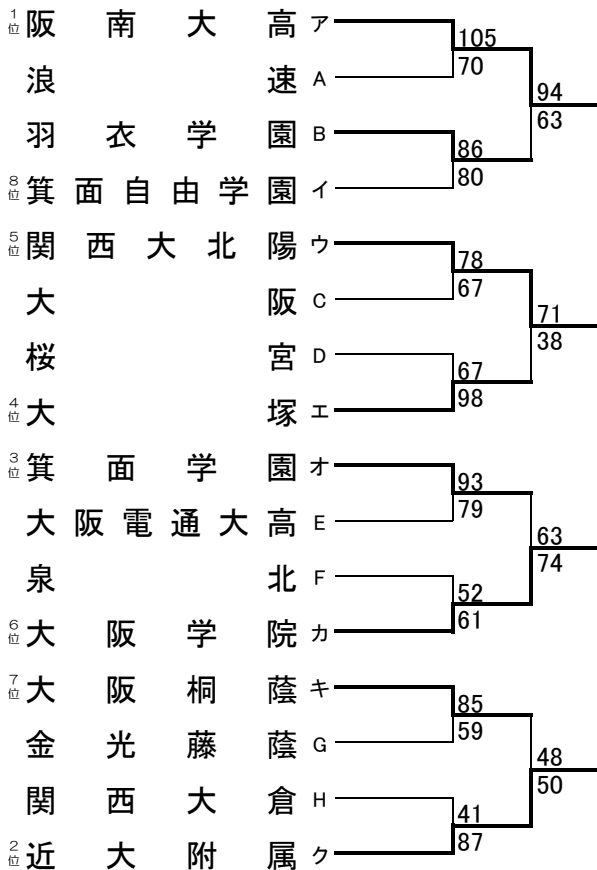 1位 阪南大高 ア
105
70
浪速 A
94
63
羽衣学園 B
86
80
8位 箕面自由学園 イ
5位 関西大北陽 ウ
78
67
大阪 C
71
38
桜宮 D
67
98
4位 大塚 エ
3位 箕面学園 オ
93
79
大阪電通大高 E
63
74
泉北 F
52
61
6位 大阪学院 カ
7位 大阪桐蔭 キ
85
59
金光藤蔭 G
48
50
関西大倉 H
41
87
2位 近大附属 ク